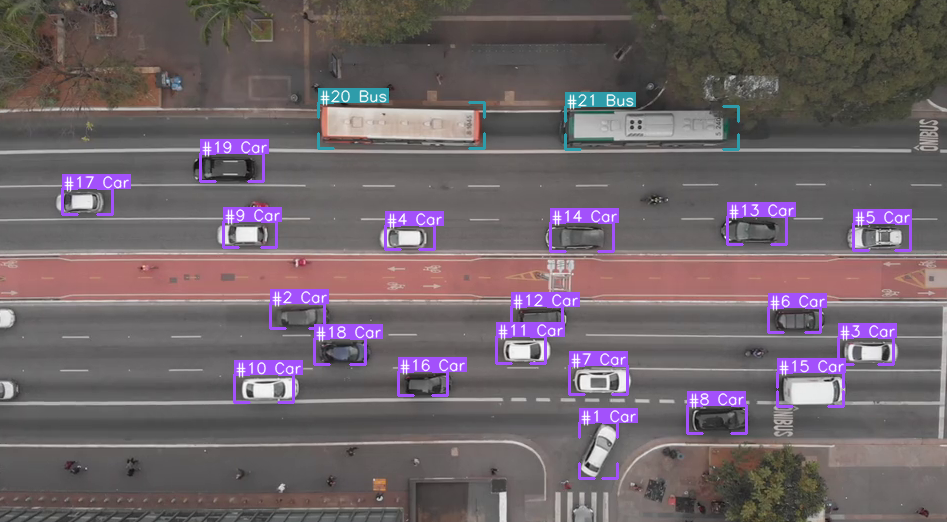 #20 Bus
#21 Bus
ÔNIBUS
#19 Car
#17 Car
#9 Car
#4 Car
#14 Car
#13 Car
#5 Car
#2 Car
#12 Car
#6 Car
#18 Car
#11 Car
#3 Car
#10 Car
#16 Car
#7 Car
#15 Car
#8 Car
#1 Car
ÔNIBUS